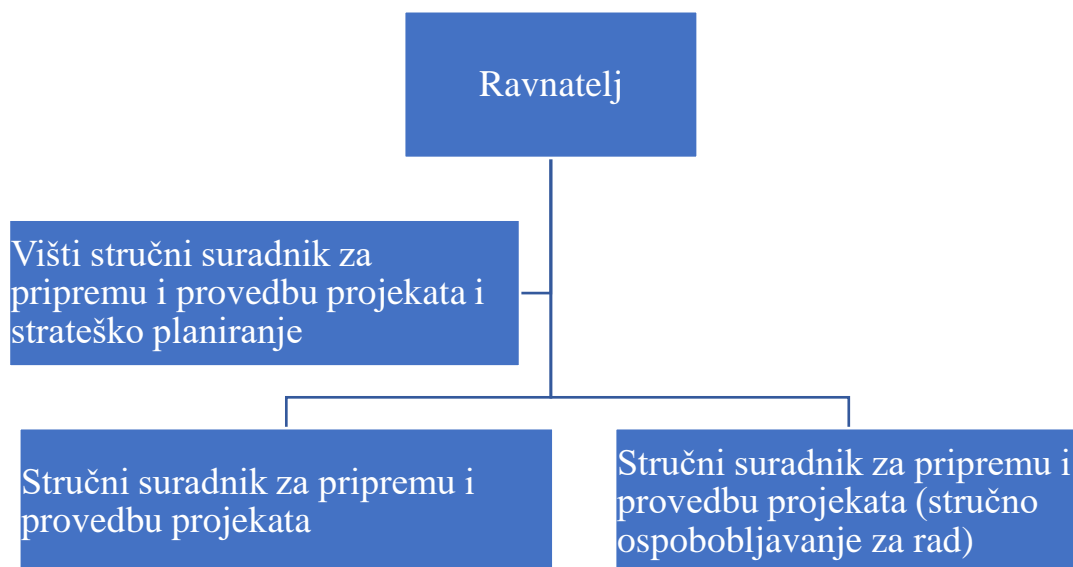 Ravnatelj
Višti stručni suradnik za
pripremu i provedbu projekata i
strateško planiranje
Stručni suradnik za pripremu i
provedbu projekata
Stručni suradnik za pripremu i
provedbu projekata (stručno
ospobobljavanje za rad)